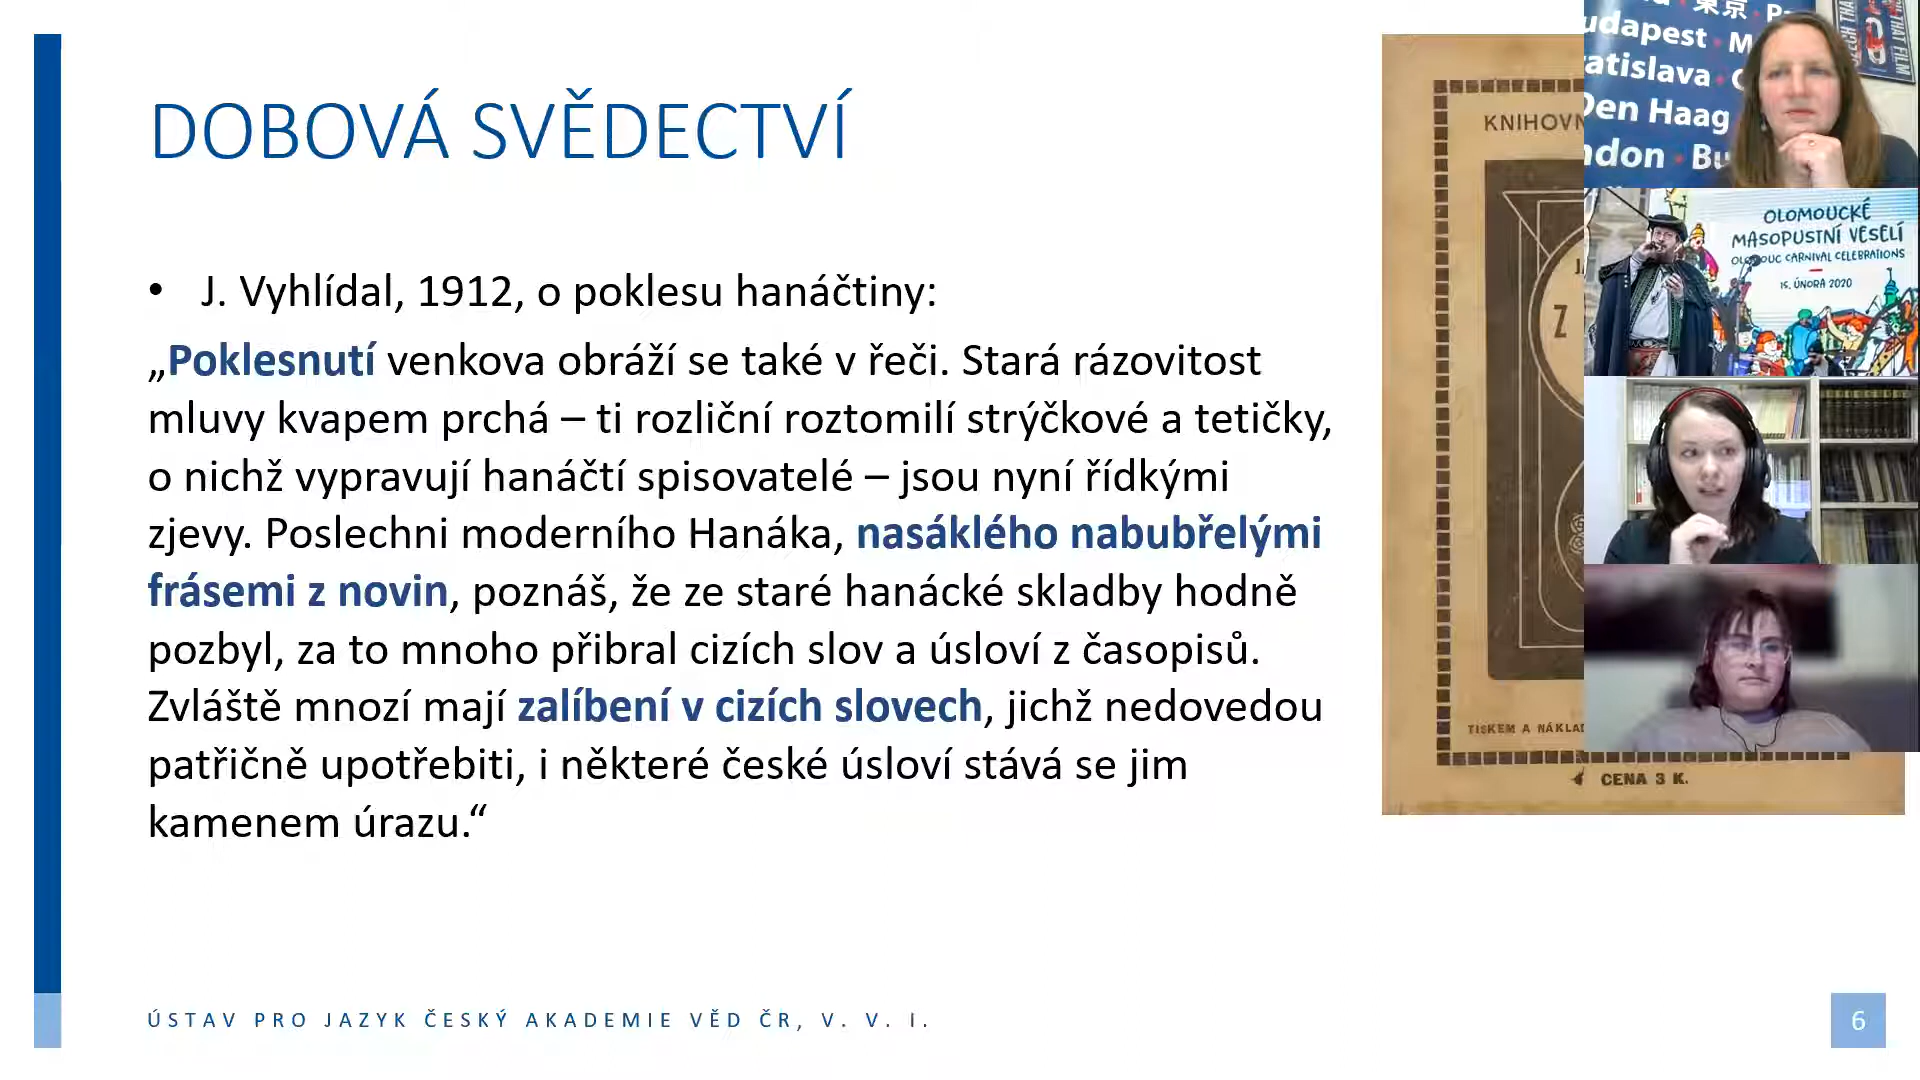 DOBOVÁ SVĚDECTVÍ
• J. Vyhlídal, 1912, o poklesu hanáčtiny:
„Poklesnutí venkova obráží se také v řeči. Stará rázovitost
mluvy kvapem prchá – ti rozliční roztomilí strýčkové a tetičky,
o nichž vypravují hanáčtí spisovatelé – jsou nyní řídkými
zjevy. Poslechni moderního Hanáka, nasáklého nabubřelými
frásemi z novin, poznáš, že ze staré hanácké skladby hodně
pozbyl, za to mnoho přibral cizích slov a úsloví z časopisů.
Zvláště mnozí mají zalíbení v cizích slovech, jichž nedovedou
patřičně upotřebiti, i některé české úsloví stává se jim
kamenem úrazu.“
KNIHOVN
Z
TISKEM A NÁKLAD
CENA 3 K.
東京
udapest • M
ratislava
Den Haag
ndon • Bu
THAT FILM
OLOMOUCKÉ
MASOPUSTNÍ VESELÍ
OLOMOUC CARNIVAL CELEBRATIONS
15. ÚNORA 2020
ÚSTAV PRO JAZYK ČESKÝ AKADEMIE VĚD ČR, V. V. I.
6